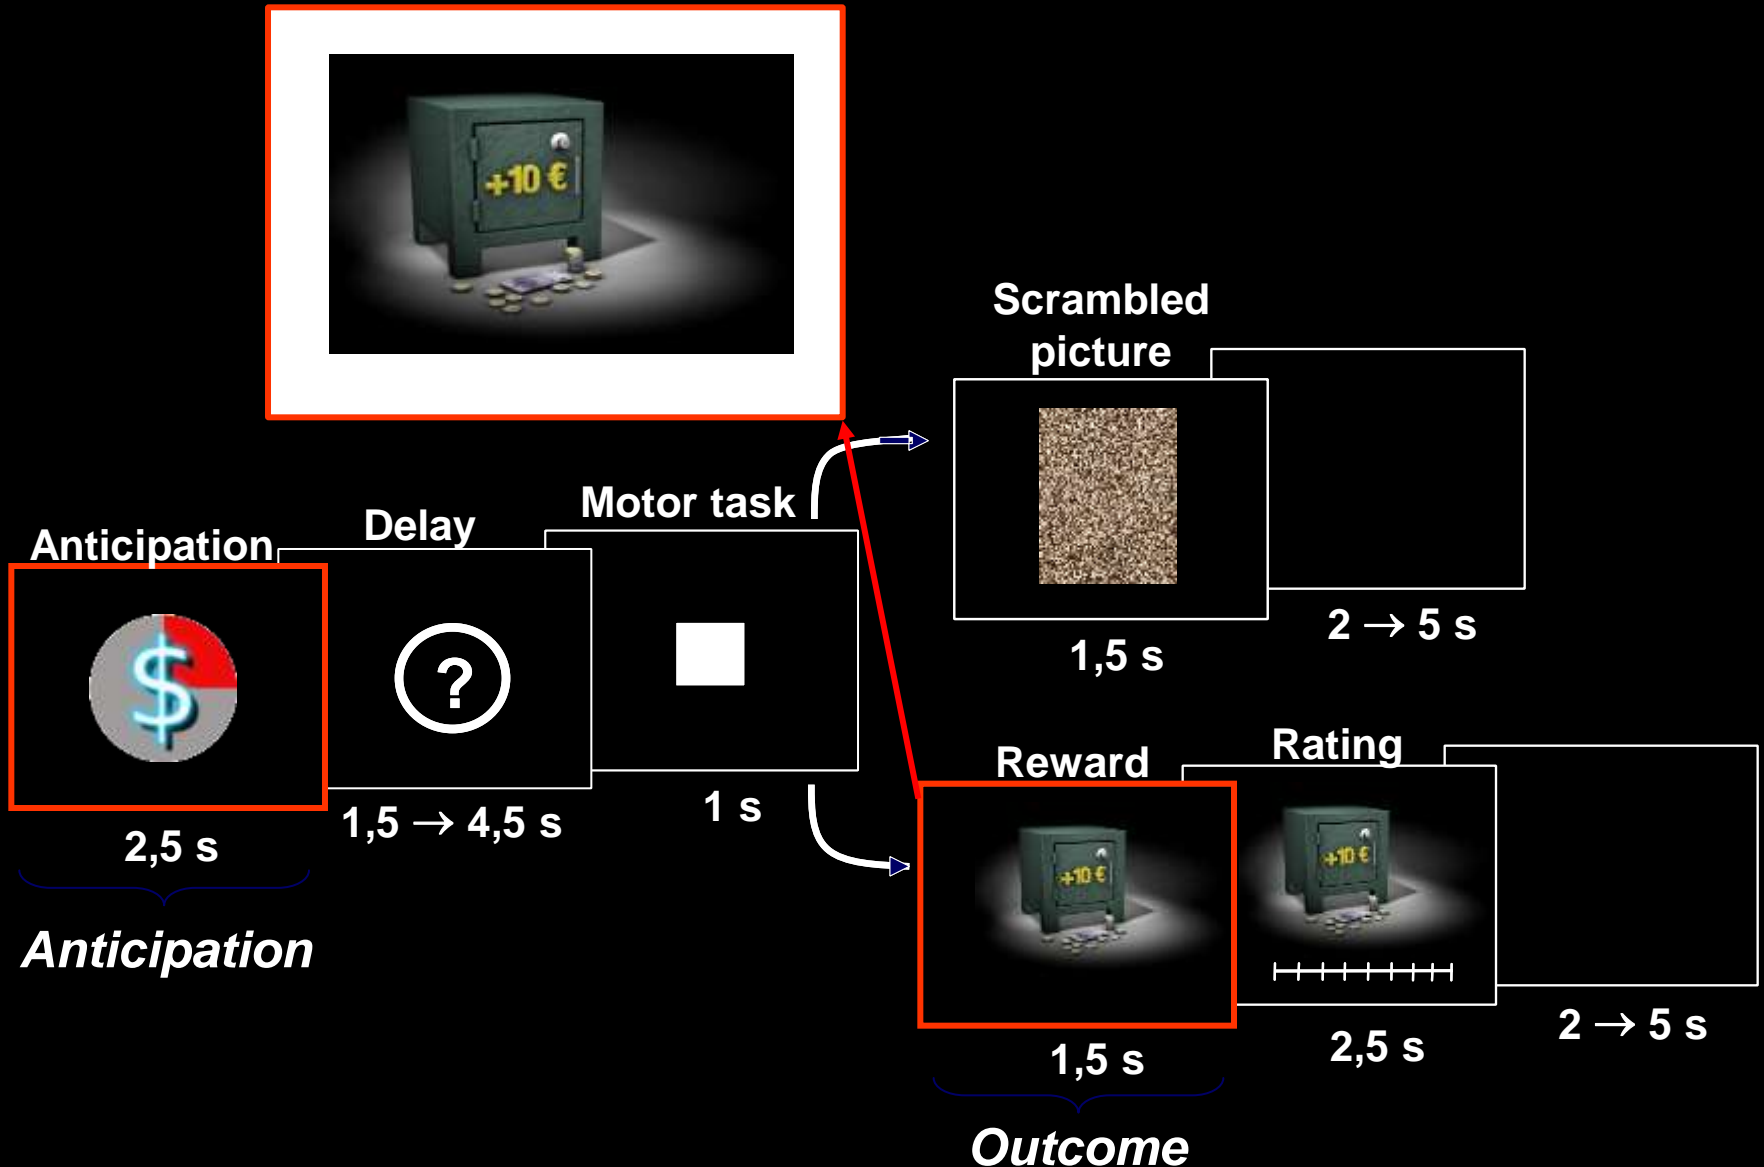 +10 €
Scrambled
picture
1,5 s
2 → 5 s
Anticipation
$
2,5 s
Anticipation
Delay
?
1,5 → 4,5 s
Motor task
1 s
Reward
+10 €
1,5 s
Outcome
Rating
+10 €
2,5 s
2 → 5 s